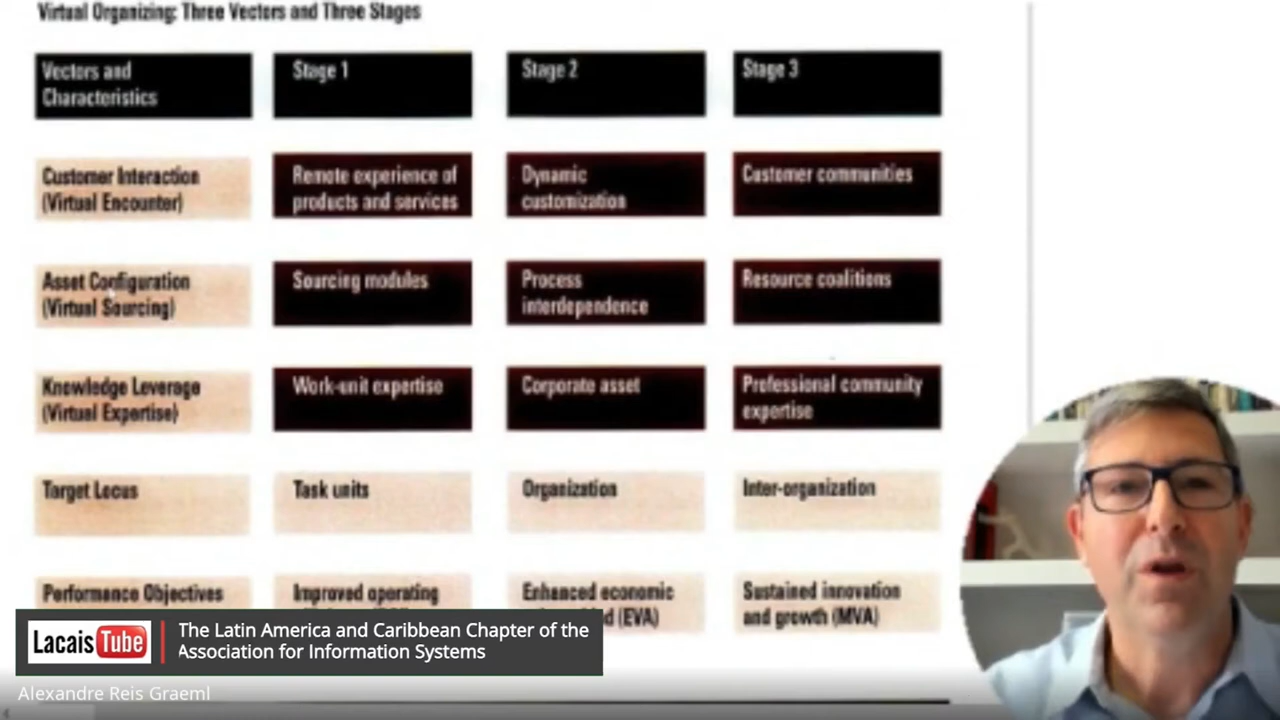 Virtual Organizing: Three Vectors and Three Stages
Vectors and
Characteristics
Stage 1
Stage 2
Stage 3
Customer Interaction
(Virtual Encounter)
Remote experience of
products and services
Dynamic
customization
Customer communities
Asset Configuration
(Virtual Sourcing)
Sourcing modules
Process
interdependence
Resource coalitions
Knowledge Leverage
(Virtual Expertise)
Work-unit expertise
Corporate asset
Professional community
expertise
Target Locus
Task units
Organization
Inter-organization
Performance Objectives
Improved operating
Enhanced economic
(EVA)
Sustained innovation
and growth (MVA)
LacaisTube
The Latin America and Caribbean Chapter of the
Association for Information Systems
Alexandre Reis Graeml